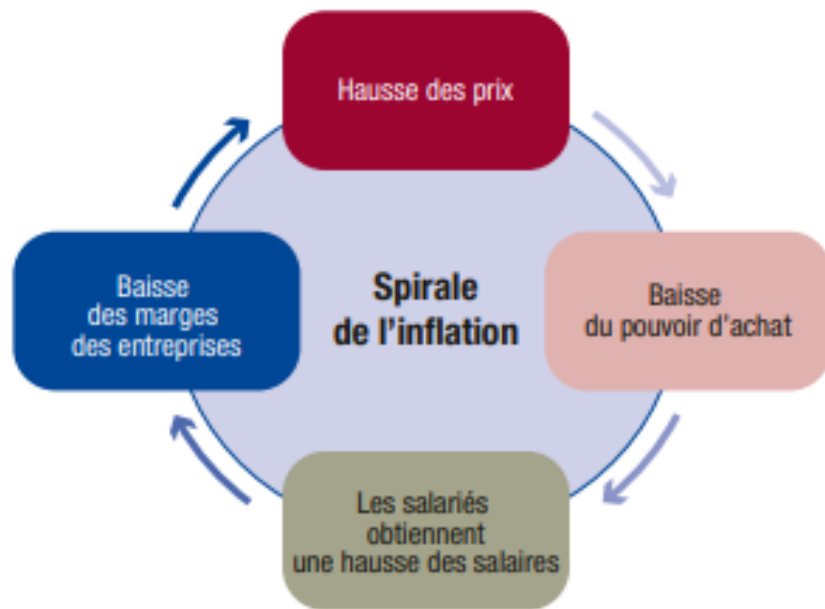 Hausse des prix
Baisse
des marges
des entreprises
Spirale
de l'inflation
Baisse
du pouvoir d'achat
Les salariés
obtiennent
une hausse des salaires